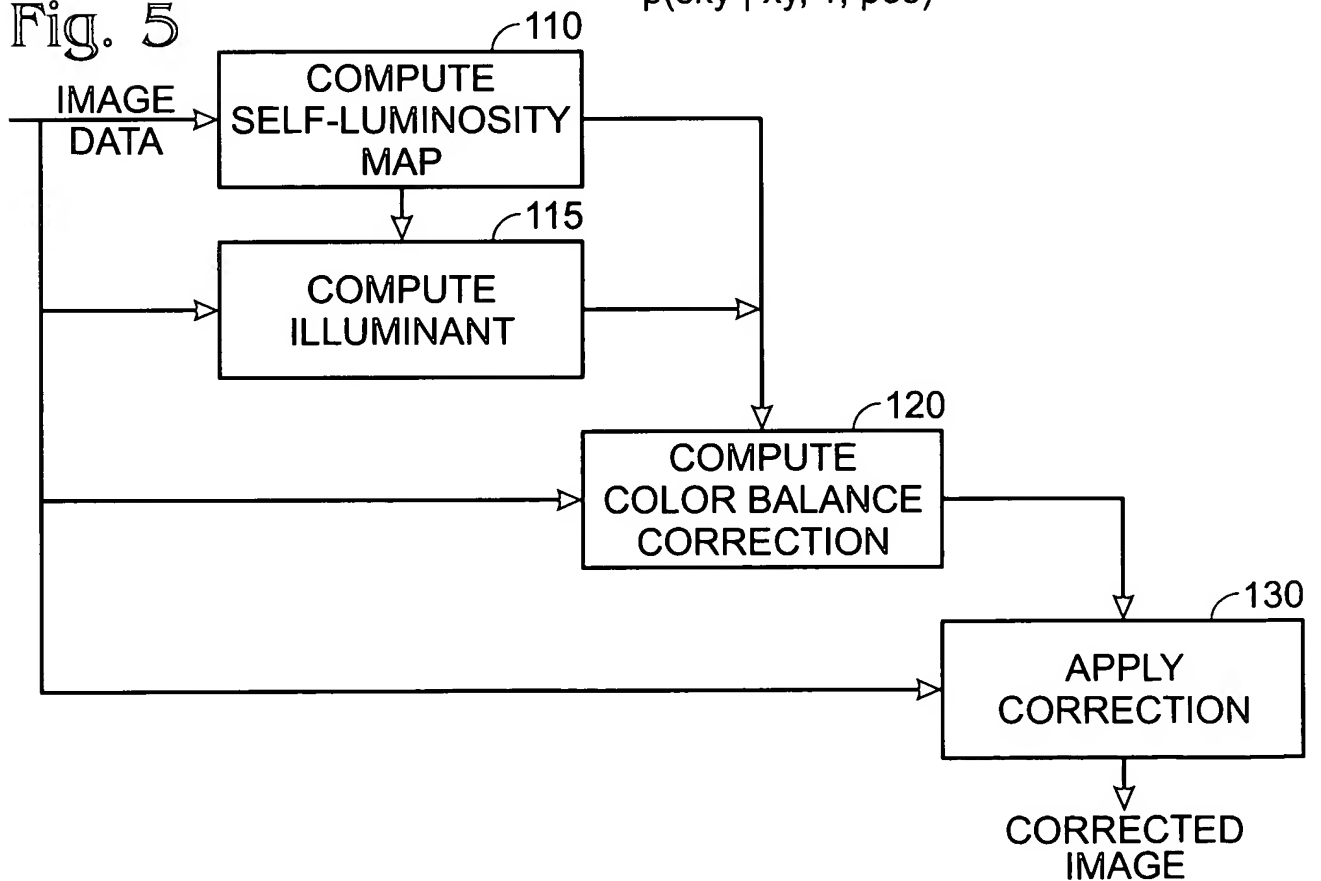 Fig. 5
110
COMPUTE
SELF-LUMINOSITY
MAP
IMAGE
DATA
115
COMPUTE
ILLUMINANT
120
COMPUTE
COLOR BALANCE
CORRECTION
130
APPLY
CORRECTION
CORRECTED
IMAGE